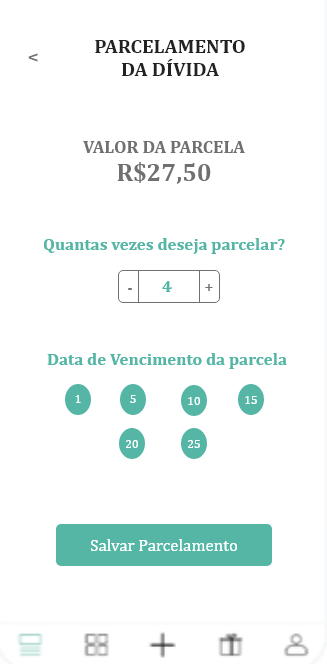 <
PARCELAMENTO
DA DÍVIDA
VALOR DA PARCELA
R$27,50
Quantas vezes deseja parcelar?
- 4 +
Data de Vencimento da parcela
1 5 10 15
20 25
Salvar Parcelamento